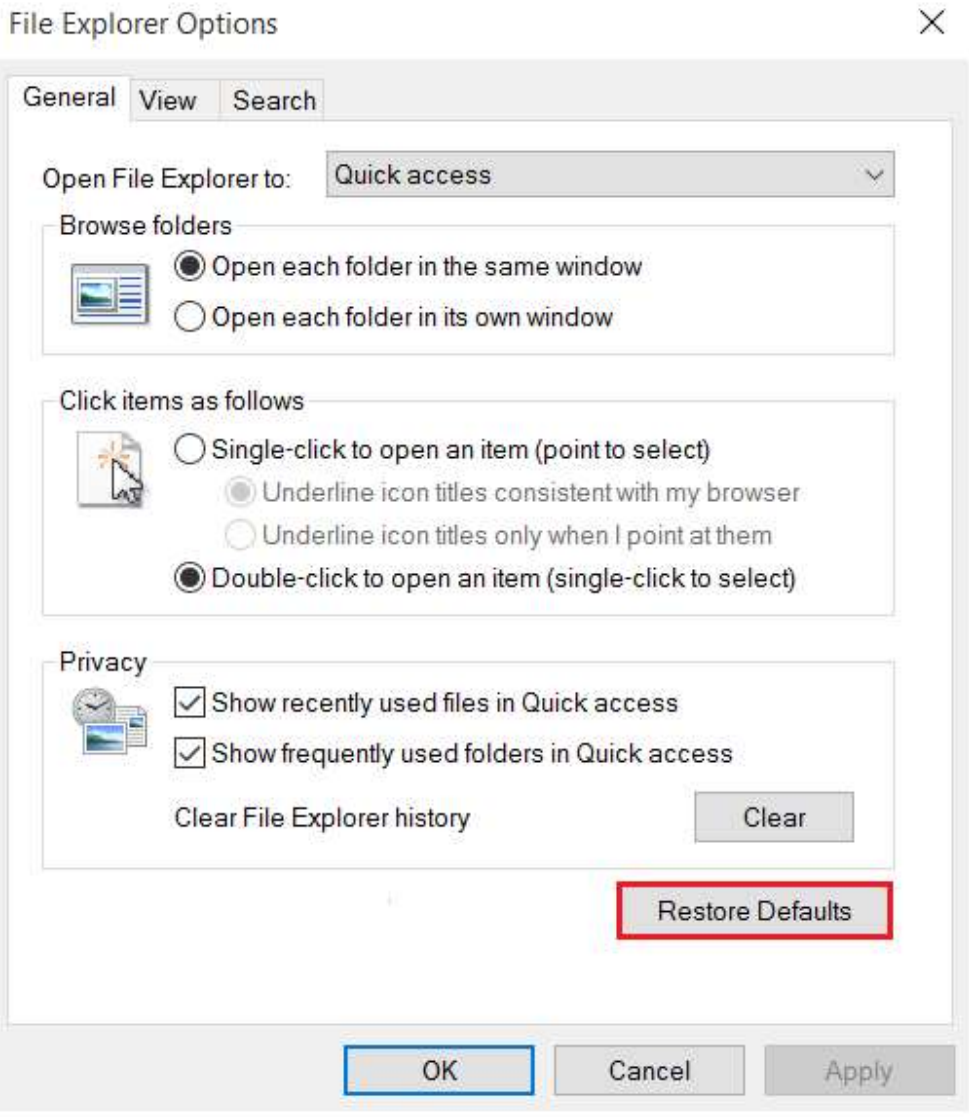 File Explorer Options
General View Search
Open File Explorer to: Quick access
Browse folders
Open each folder in the same window
Open each folder in its own window
Click items as follows
Single-click to open an item (point to select)
Underline icon titles consistent with my browser
Underline icon titles only when I point at them
Double-click to open an item (single-click to select)
Privacy
Show recently used files in Quick access
Show frequently used folders in Quick access
Clear File Explorer history Clear
Restore Defaults
OK Cancel Apply